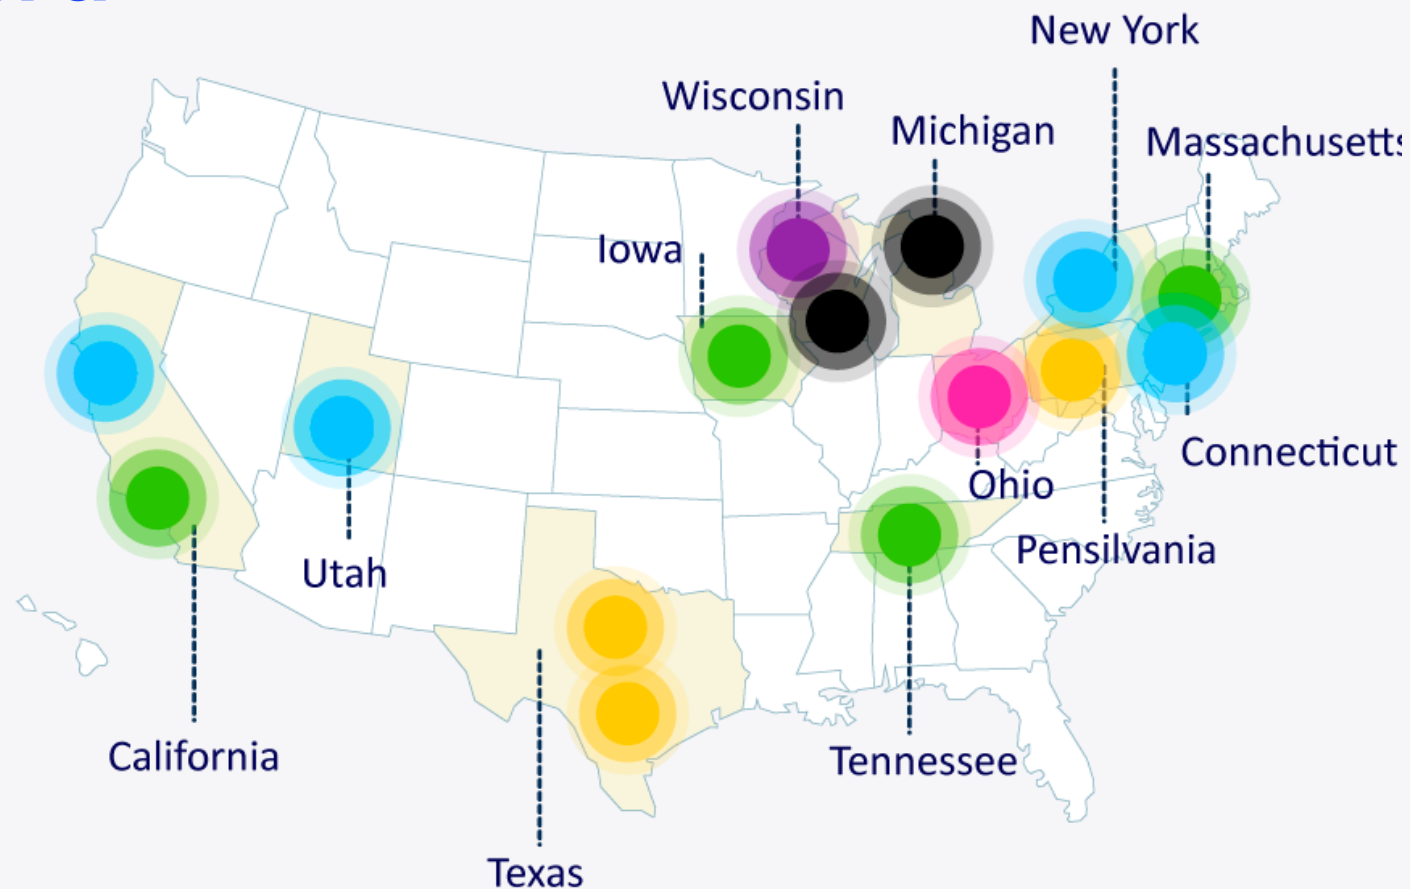 New York
Wisconsin
Michigan
Massachusetts
Iowa
Connecticut
Ohio
Pensilvania
Utah
California
Tennessee
Texas